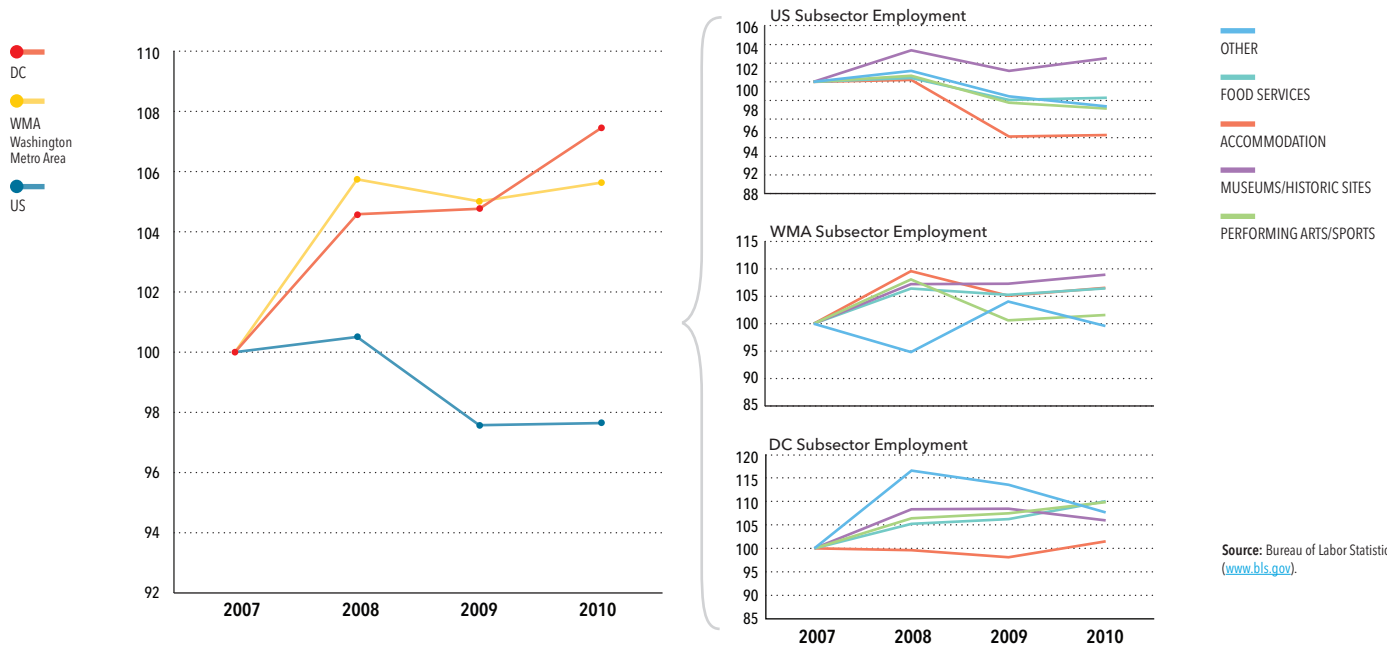 DC
WMA
Washington
Metro Area
US
110
108
106
104
102
100
98
96
94
92
2007 2008 2009 2010
US Subsector Employment
106
104
102
100
98
96
94
92
88
WMA Subsector Employment
115
110
105
100
95
90
85
DC Subsector Employment
120
115
110
105
100
95
90
85
2007 2008 2009 2010
OTHER
FOOD SERVICES
ACCOMMODATION
MUSEUMS/HISTORIC SITES
PERFORMING ARTS/SPORTS
Source: Bureau of Labor Statistic
(www.bls.gov).